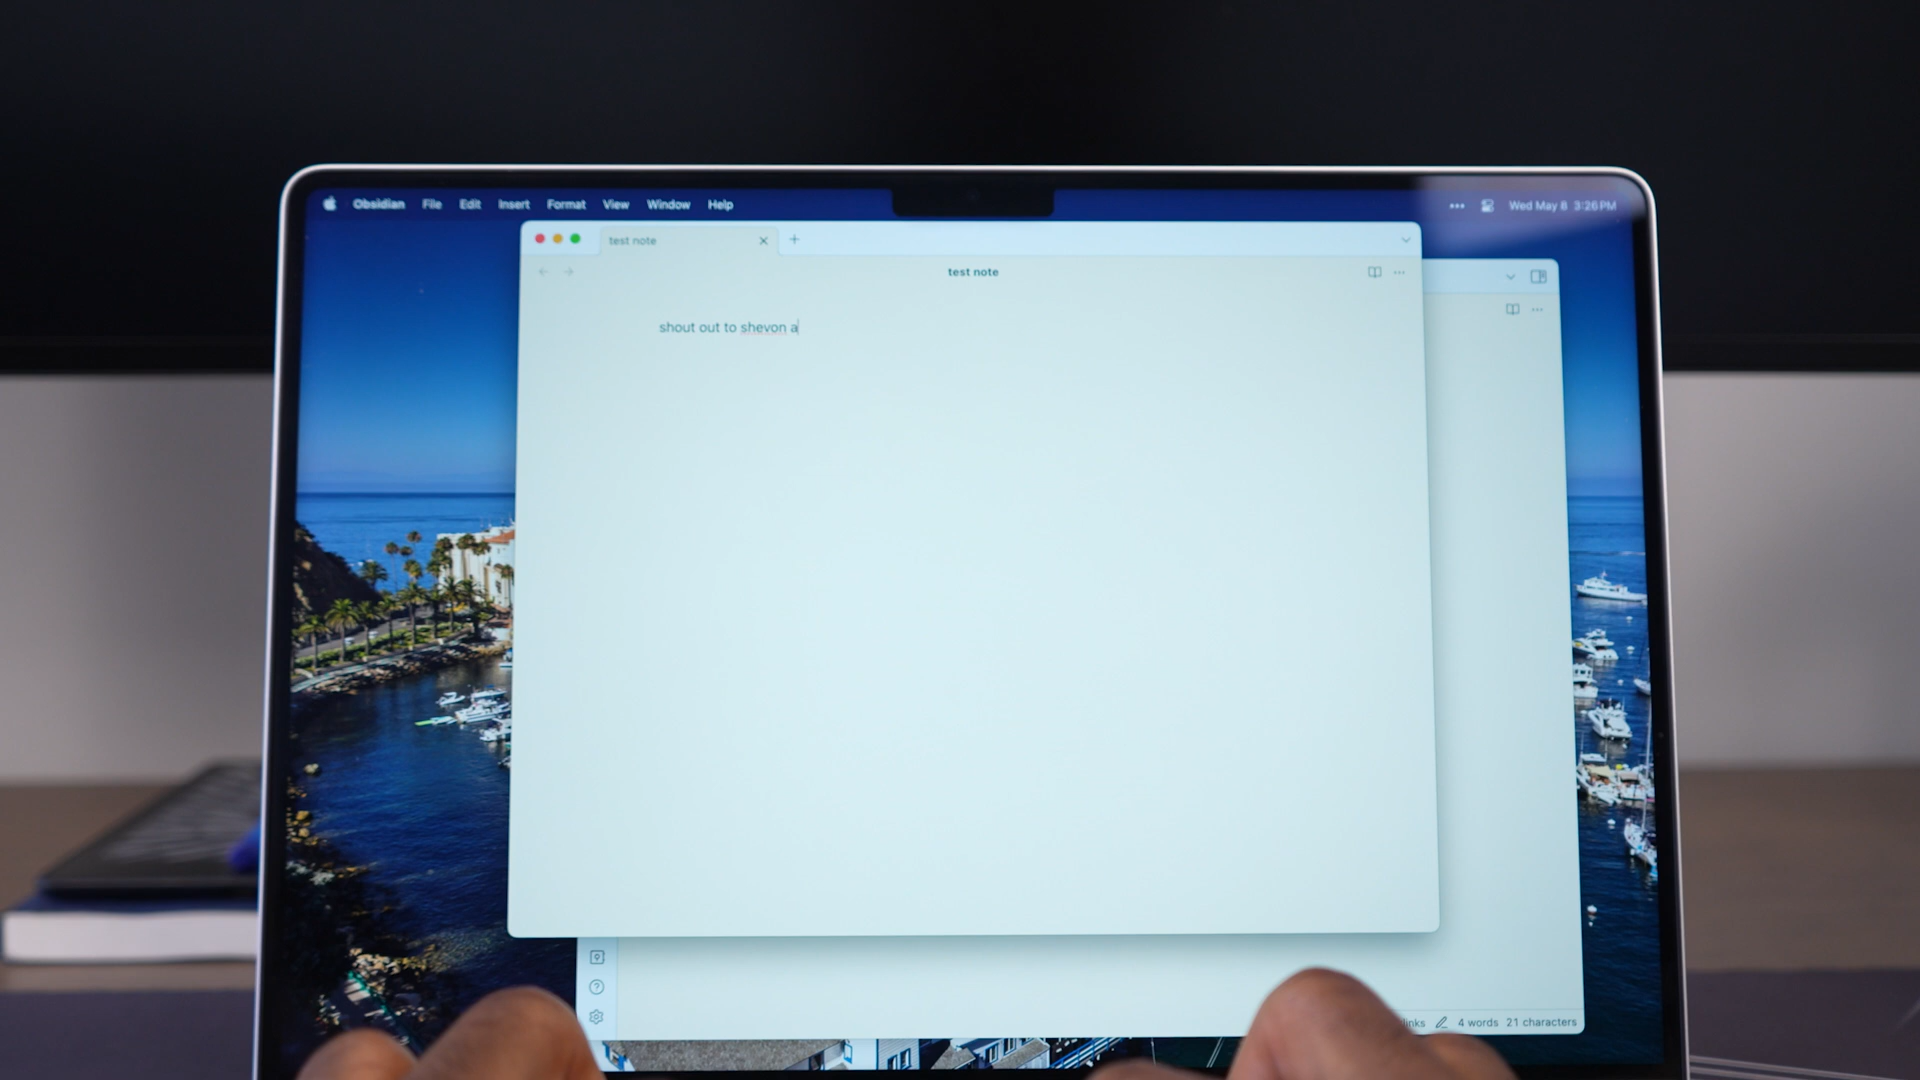 Obsidian File Edit Insert Format View Window Help
Wed May 8 3:26 PM
test note
test note
shout out to shevon a
4 words 21 characters